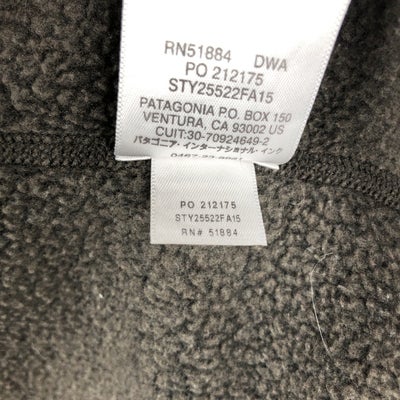 RN51884 DWA
PO 212175
STY25522FA15
PATAGONIA P.O. BOX 150
VENTURA, CA 93002 US
CUIT:30-70924649-2
パタゴニア・インターナショナル・インク
PO 212175
STY25522FA15
RN# 51884